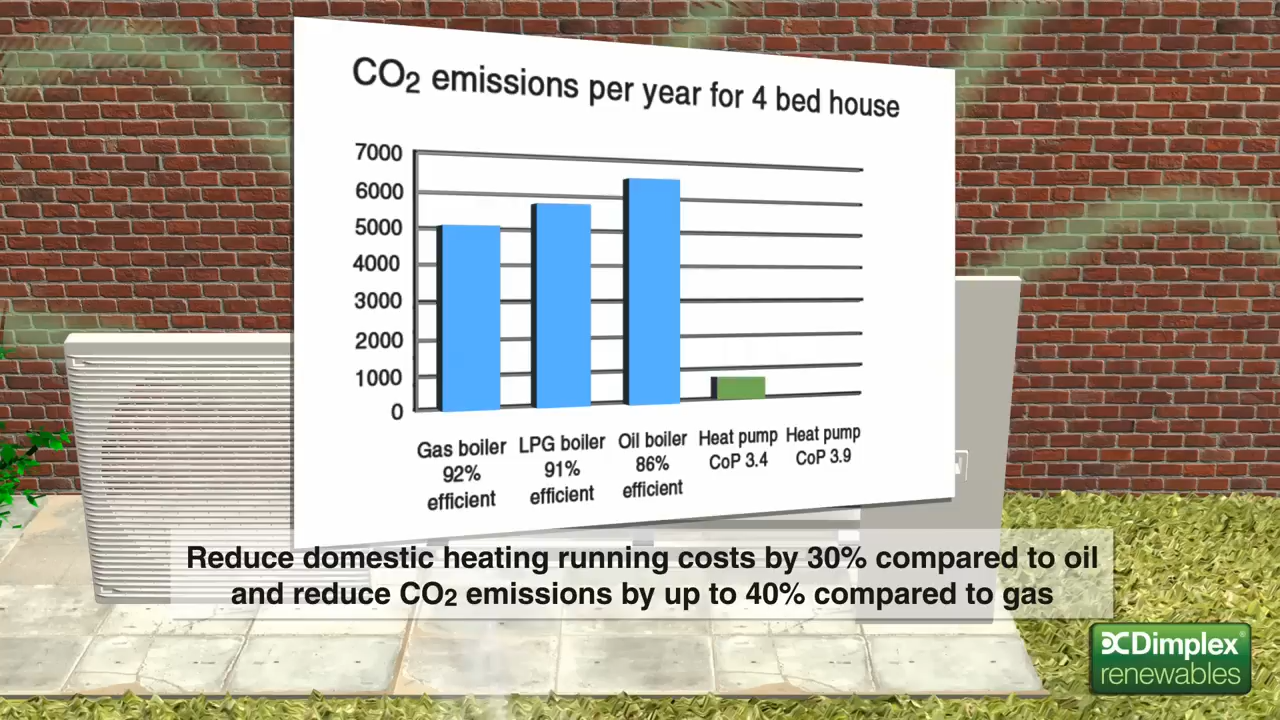 CO2 emissions per year for 4 bed house
7000
6000
5000
4000
3000
2000
1000
0
Gas boiler
92%
efficient
LPG boiler
91%
efficient
Oil boiler
86%
efficient
Heat pump
CoP 3.4
Heat pump
CoP 3.9
Reduce domestic heating running costs by 30% compared to oil
and reduce CO2 emissions by up to 40% compared to gas
Dimplex®
renewables